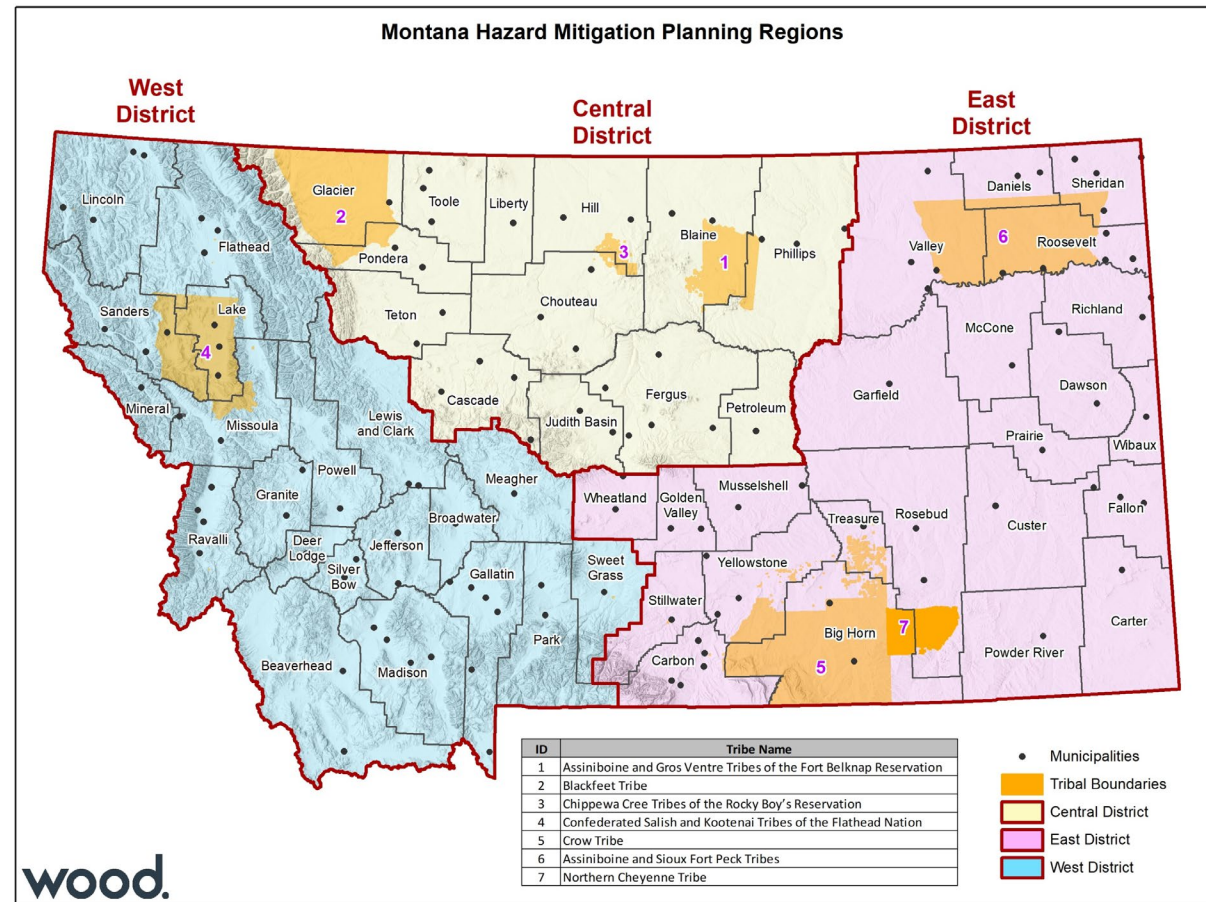 Montana Hazard Mitigation Planning Regions
West
District
Central
District
East
District
Lincoln
Flathead
Glacier
2
Toole
Liberty
Hill
3
Blaine
1
Phillips
Daniels
Sheridan
Valley
6
Roosevelt
Pondera
Teton
Chouteau
Sanders
Lake
4
Mineral
Missoula
Cascade
Judith Basin
Fergus
Petroleum
Garfield
McCone
Richland
Dawson
Prairie
Wibaux
Lewis
and Clark
Powell
Granite
Ravalli
Deer
Lodge
Silver
Bow
Jefferson
Broadwater
Meagher
Gallatin
Park
Sweet
Grass
Beaverhead
Madison
Wheatland
Golden
Valley
Musselshell
Treasure
Rosebud
Custer
Fallon
Yellowstone
Stillwater
Carbon
Big Horn
5
7
Powder River
Carter
ID Tribe Name
1 Assiniboine and Gros Ventre Tribes of the Fort Belknap Reservation
2 Blackfeet Tribe
3 Chippewa Cree Tribes of the Rocky Boy's Reservation
4 Confederated Salish and Kootenai Tribes of the Flathead Nation
5 Crow Tribe
6 Assiniboine and Sioux Fort Peck Tribes
7 Northern Cheyenne Tribe
Municipalities
Tribal Boundaries
Central District
East District
West District
wood.